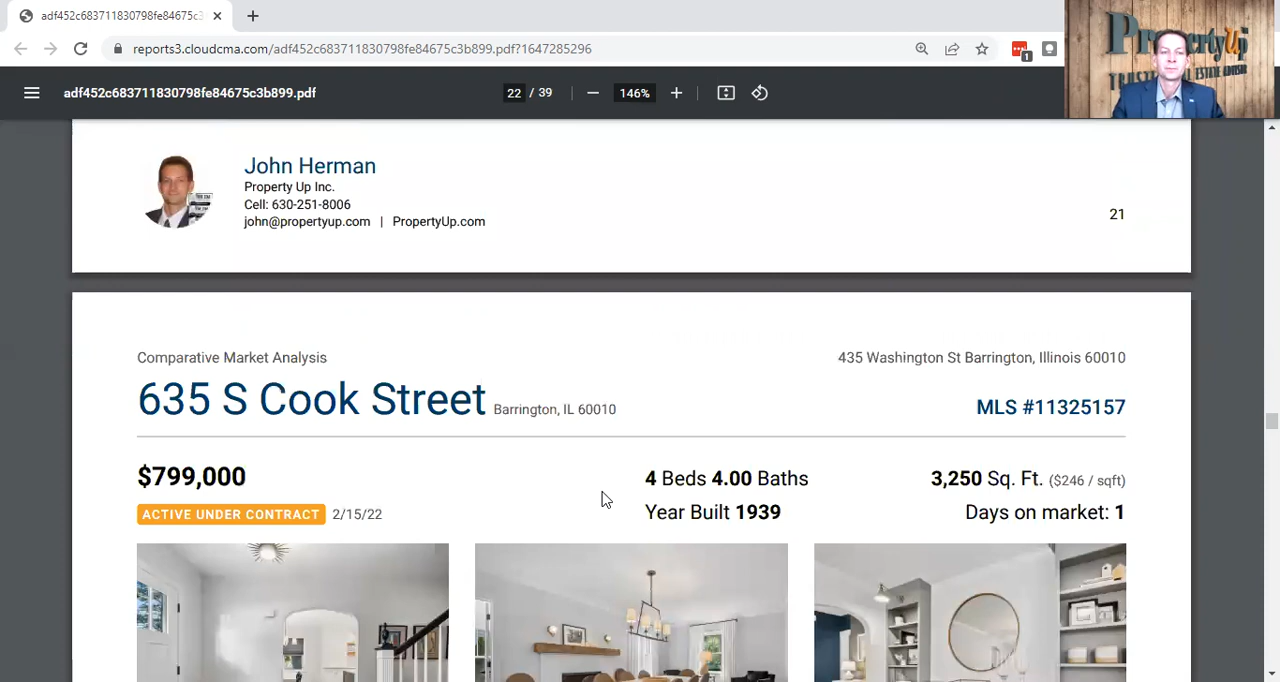 adf452c683711830798fe84675c3
reports3.cloudcma.com/adf452c683711830798fe84675c3b899.pdf?1647285296
1
PropertyUp
adf452c683711830798fe84675c3b899.pdf
22 / 39
146%
John Herman
Property Up Inc.
Cell: 630-251-8006
john@propertyup.com | PropertyUp.com
21
Comparative Market Analysis
435 Washington St Barrington, Illinois 60010
635 S Cook Street Barrington, IL 60010
MLS #11325157
$799,000
4 Beds 4.00 Baths
3,250 Sq. Ft. ($246 / sqft)
ACTIVE UNDER CONTRACT 2/15/22
Year Built 1939
Days on market: 1